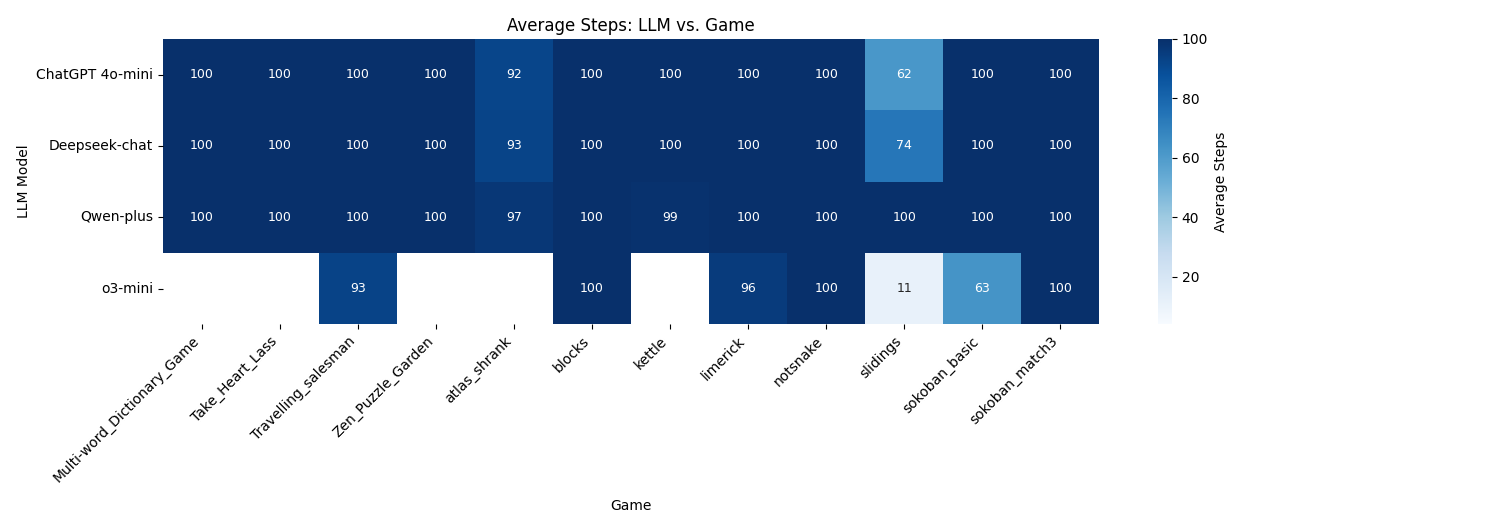 Average Steps: LLM vs. Game
LLM Model
ChatGPT 4o-mini 100 100 100 100 92 100 100 100 100 62 100 100
Deepseek-chat 100 100 100 100 93 100 100 100 100 74 100 100
Qwen-plus 100 100 100 100 97 100 99 100 100 100 100 100
o3-mini 93 100 96 100 11 63 100
Multi-word_Dictionary_Game
Take_Heart_Lass
Travelling_salesman
Zen_Puzzle_Garden
atlas_shrank
blocks
kettle
limerick
notsnake
slidings
sokoban_basic
sokoban_match3
Game
100
80
60
40
20
Average Steps